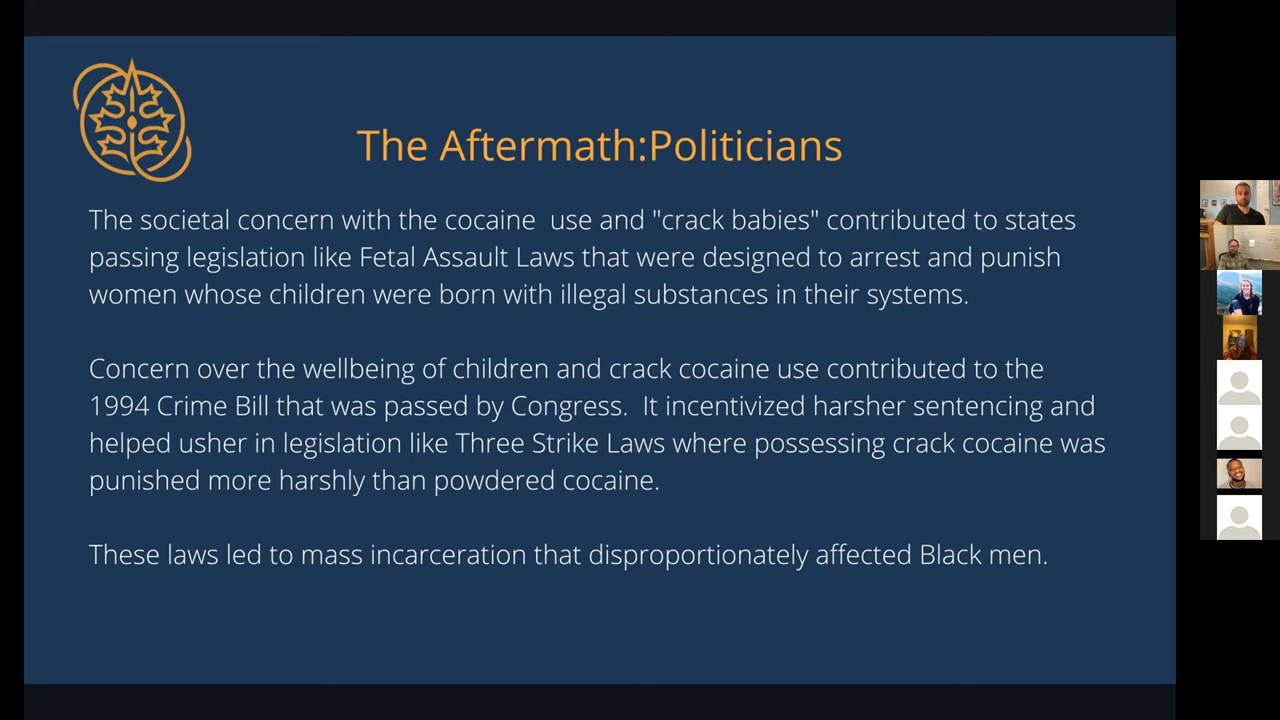 The Aftermath:Politicians
The societal concern with the cocaine  use and "crack babies" contributed to states
passing legislation like Fetal Assault Laws that were designed to arrest and punish
women whose children were born with illegal substances in their systems.
Concern over the wellbeing of children and crack cocaine use contributed to the
1994 Crime Bill that was passed by Congress.  It incentivized harsher sentencing and
helped usher in legislation like Three Strike Laws where possessing crack cocaine was
punished more harshly than powdered cocaine.
These laws led to mass incarceration that disproportionately affected Black men.